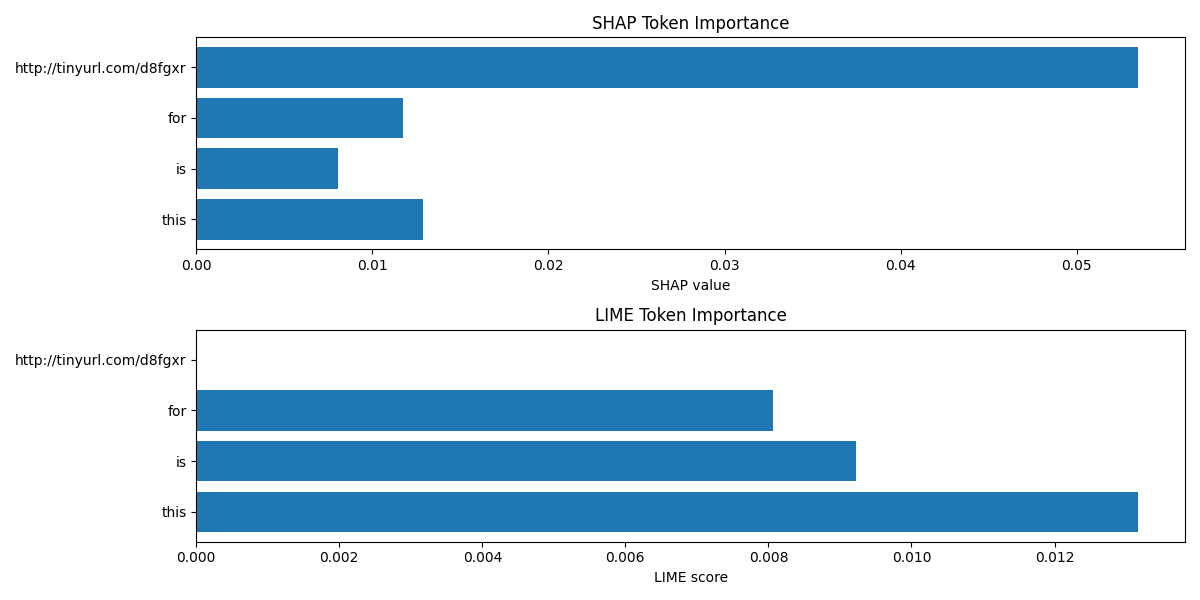 SHAP Token Importance
http://tinyurl.com/d8fgxr
for
is
this
0.00 0.01 0.02 0.03 0.04 0.05
SHAP value
LIME Token Importance
http://tinyurl.com/d8fgxr
for
is
this
0.000 0.002 0.004 0.006 0.008 0.010 0.012
LIME score